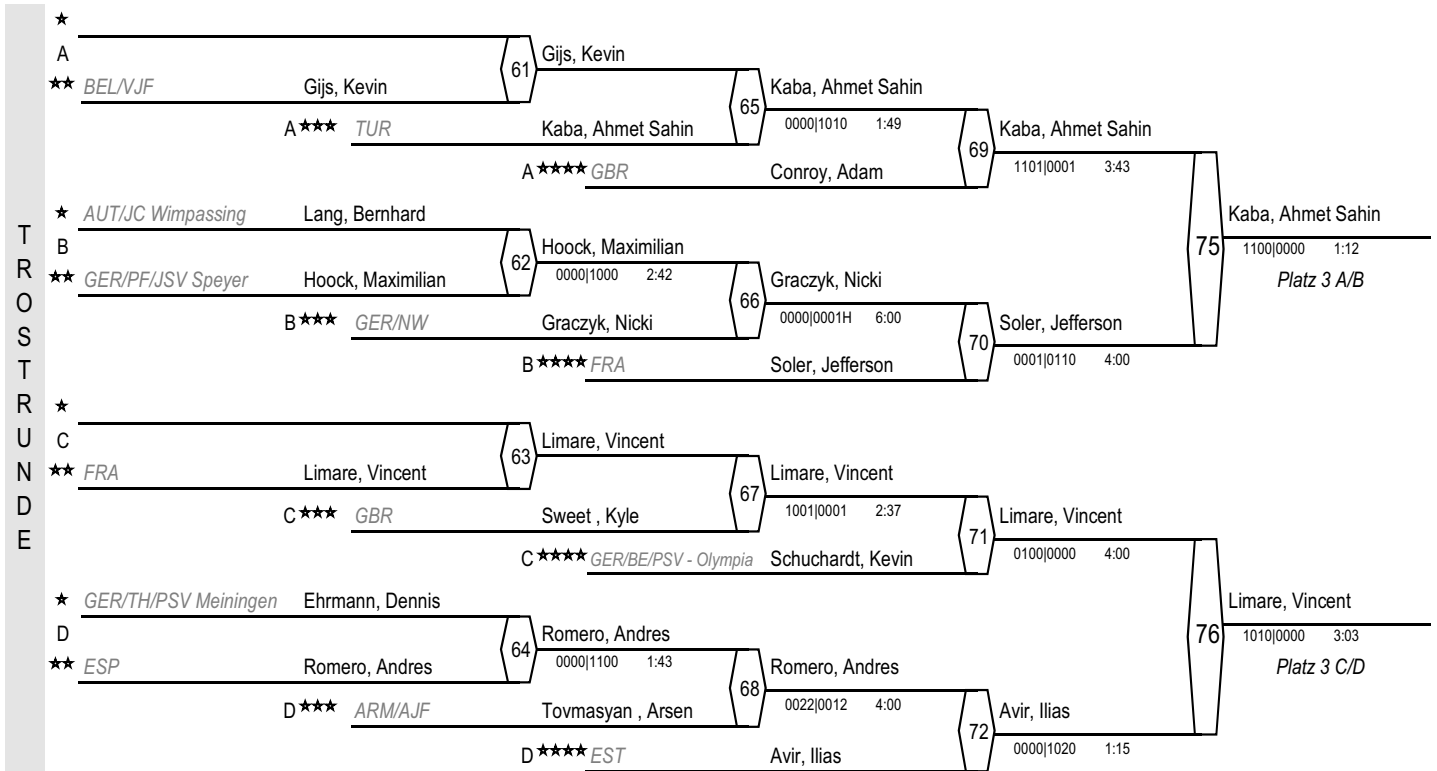 TROSTRUNDE
★
A
★★ BEL/VJF Gijs, Kevin
61
Gijs, Kevin
A★★★ TUR Kaba, Ahmet Sahin
65
Kaba, Ahmet Sahin
0000|1010 1:49
A★★★★ GBR Conroy, Adam
69
Kaba, Ahmet Sahin
1101|0001 3:43
★ AUT/JC Wimpassing Lang, Bernhard
B
★★ GER/PF/JSV Speyer Hoock, Maximilian
62
Hoock, Maximilian
0000|1000 2:42
B★★★ GER/NW Graczyk, Nicki
66
Graczyk, Nicki
0000|0001H 6:00
B★★★★ FRA Soler, Jefferson
70
Soler, Jefferson
0001|0110 4:00
75
Kaba, Ahmet Sahin
1100|0000 1:12
Platz 3 A/B
★
C
★★ FRA Limare, Vincent
63
Limare, Vincent
C★★★ GBR Sweet , Kyle
67
Limare, Vincent
1001|0001 2:37
C★★★★ GER/BE/PSV - Olympia Schuchardt, Kevin
71
Limare, Vincent
0100|0000 4:00
★ GER/TH/PSV Meiningen Ehrmann, Dennis
D
★★ ESP Romero, Andres
64
Romero, Andres
0000|1100 1:43
D★★★ ARM/AJF Tovmasyan , Arsen
68
Romero, Andres
0022|0012 4:00
D★★★★ EST Avir, Ilias
72
Avir, Ilias
0000|1020 1:15
76
Limare, Vincent
1010|0000 3:03
Platz 3 C/D